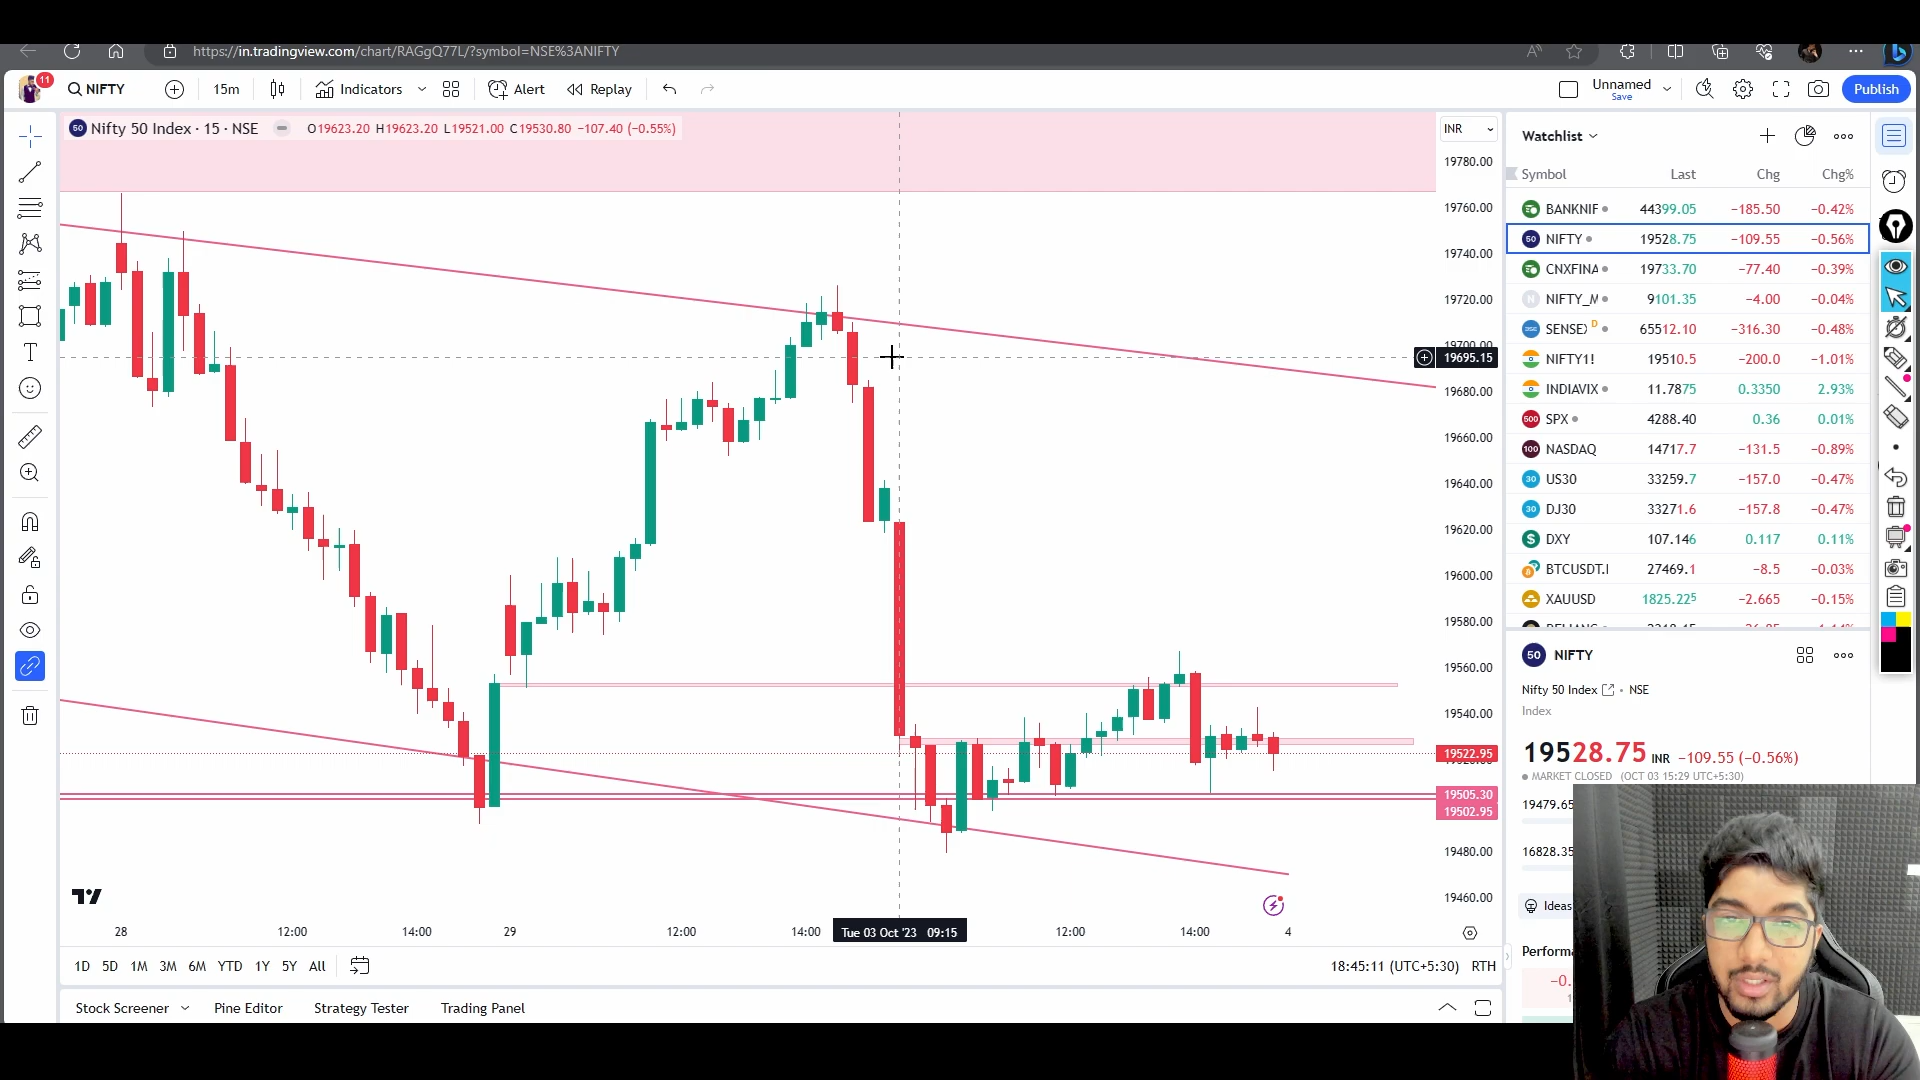 https://in.tradingview.com/chart/RAGgQ77L/?symbol=NSE%3ANIFTY
11 NIFTY 15m Indicators Alert Replay Unnamed Save Publish
50 Nifty 50 Index · 15 · NSE O19623.20 H19623.20 L19521.00 C19530.80 −107.40 (−0.55%)
INR
19780.00
19760.00
19740.00
19720.00
19700.00
19695.15
19680.00
19660.00
19640.00
19620.00
19600.00
19580.00
19560.00
19540.00
19522.95
19505.30
19502.95
19480.00
19460.00
28 12:00 14:00 29 12:00 14:00 Tue 03 Oct '23 09:15 12:00 14:00 4
1D 5D 1M 3M 6M YTD 1Y 5Y All 18:45:11 (UTC+5:30) RTH
Stock Screener Pine Editor Strategy Tester Trading Panel
Watchlist
Symbol Last Chg Chg%
BANKNIF 44399.05 −185.50 −0.42%
50 NIFTY 19528.75 −109.55 −0.56%
CNXFINA 19733.70 −77.40 −0.39%
N NIFTY_M 9101.35 −4.00 −0.04%
SENSEX D 65512.10 −316.30 −0.48%
NIFTY1! 19510.5 −200.0 −1.01%
INDIAVIX 11.7875 0.3350 2.93%
500 SPX 4288.40 0.36 0.01%
100 NASDAQ 14717.7 −131.5 −0.89%
30 US30 33259.7 −157.0 −0.47%
30 DJ30 33271.6 −157.8 −0.47%
$ DXY 107.146 0.117 0.11%
BTCUSDT.I 27469.1 −8.5 −0.03%
XAUUSD 1825.225 −2.665 −0.15%
50 NIFTY
Nifty 50 Index • NSE
Index
19528.75 INR −109.55 (−0.56%)
MARKET CLOSED (OCT 03 15:29 UTC+5:30)
19479.65
16828.35
Ideas
Performa
−0.